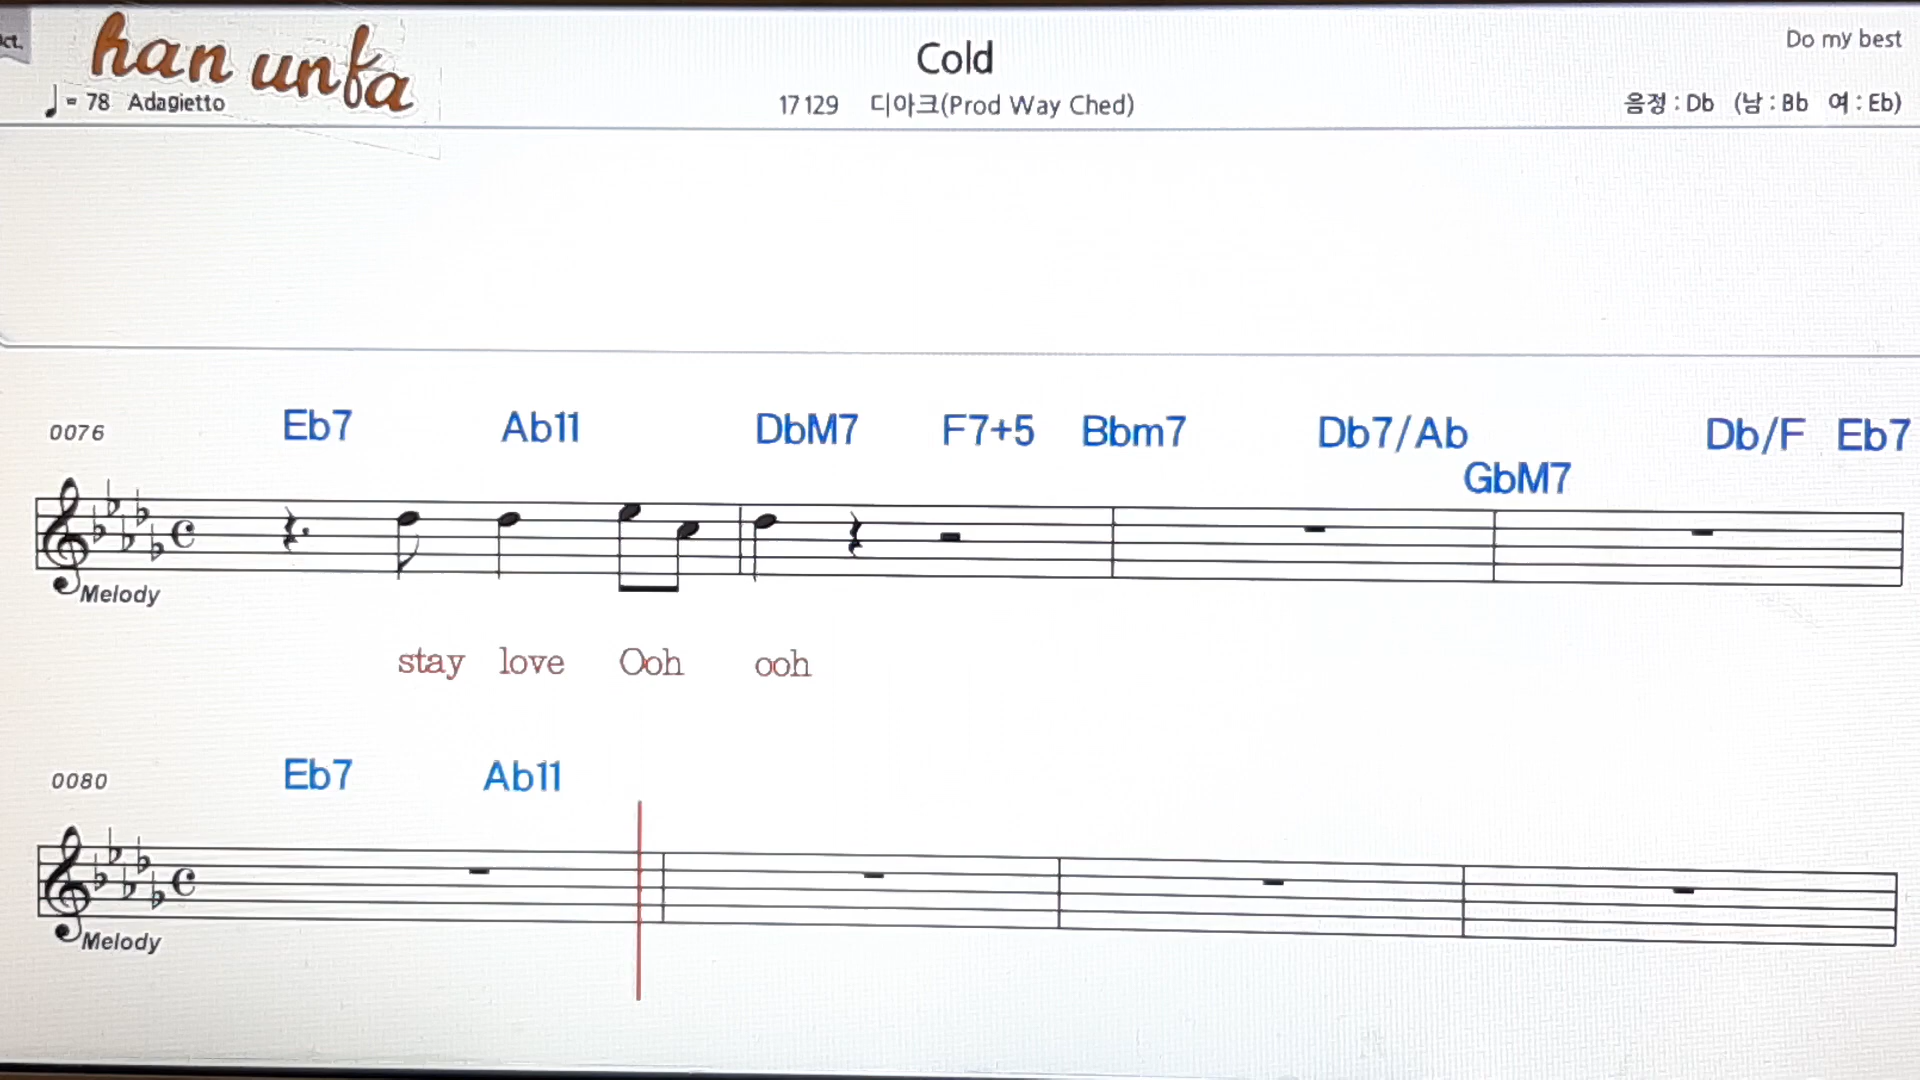 ct.
han unfa
Cold
Do my best
♩ = 78 Adagietto
17129 디아크(Prod Way Ched)
음정 : Db (남 : Bb 여 : Eb)
0076 Eb7 Ab11 DbM7 F7+5 Bbm7 Db7/Ab GbM7 Db/F Eb7
Melody
stay love Ooh ooh
0080 Eb7 Ab11
Melody